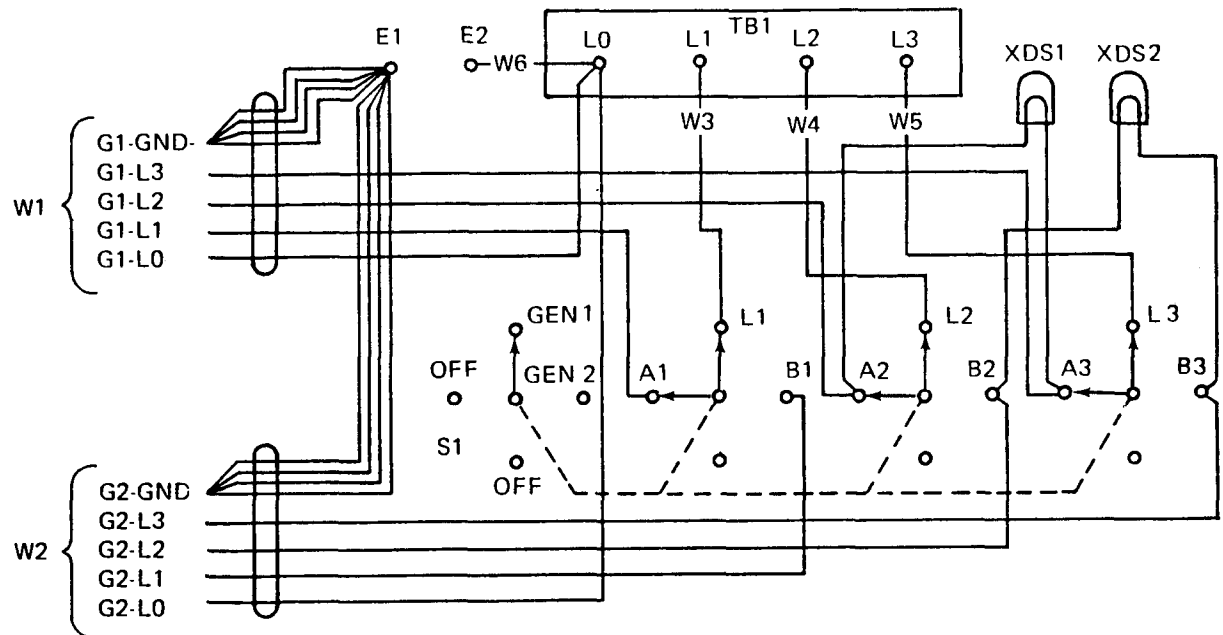 TB1
E1 E2 L0 L1 L2 L3 XDS1 XDS2
W6
W3 W4 W5
G1-GND-
G1-L3
W1 G1-L2
G1-L1
G1-L0
GEN 1 L1 L2 L3
OFF GEN 2 A1 B1 A2 B2 A3 B3
S1
OFF
G2-GND
G2-L3
W2 G2-L2
G2-L1
G2-L0